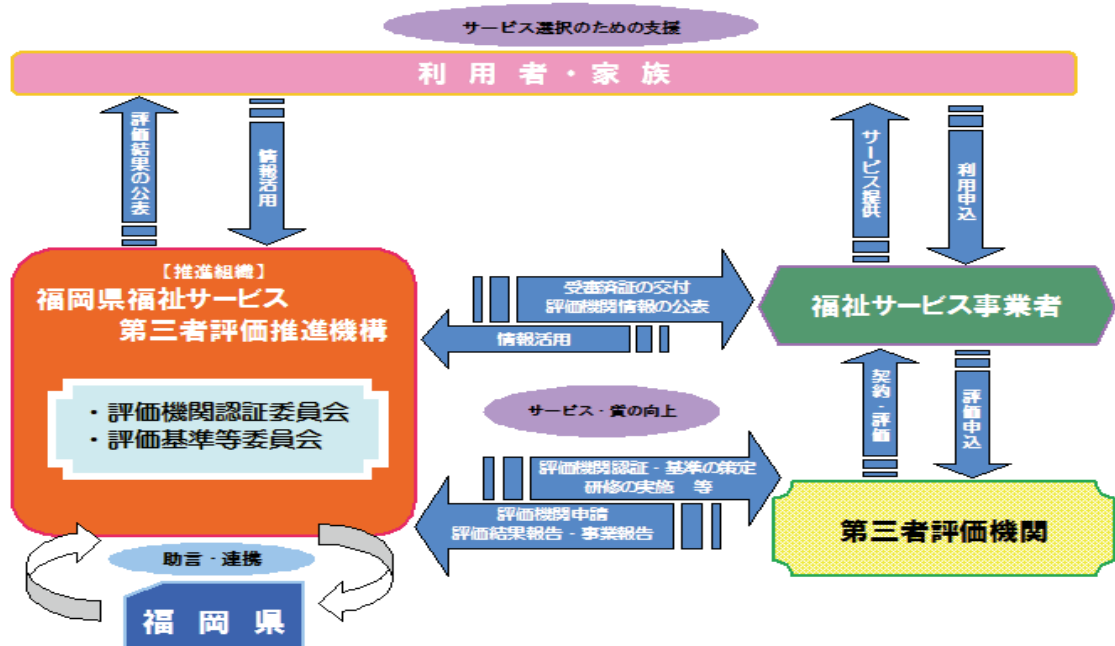 サービス選択のための支援
利用者・家族
評価結果の公表
情報活用
サービス提供
利用申込
【推進組織】
福岡県福祉サービス
第三者評価推進機構
・評価機関認証委員会
・評価基準等委員会
受審済証の交付
評価機関情報の公表
情報活用
福祉サービス事業者
サービス・質の向上
契約・評価
評価申込
評価機関認証・基準の策定
研修の実施 等
評価機関申請
評価結果報告・事業報告
第三者評価機関
助言・連携
福岡県